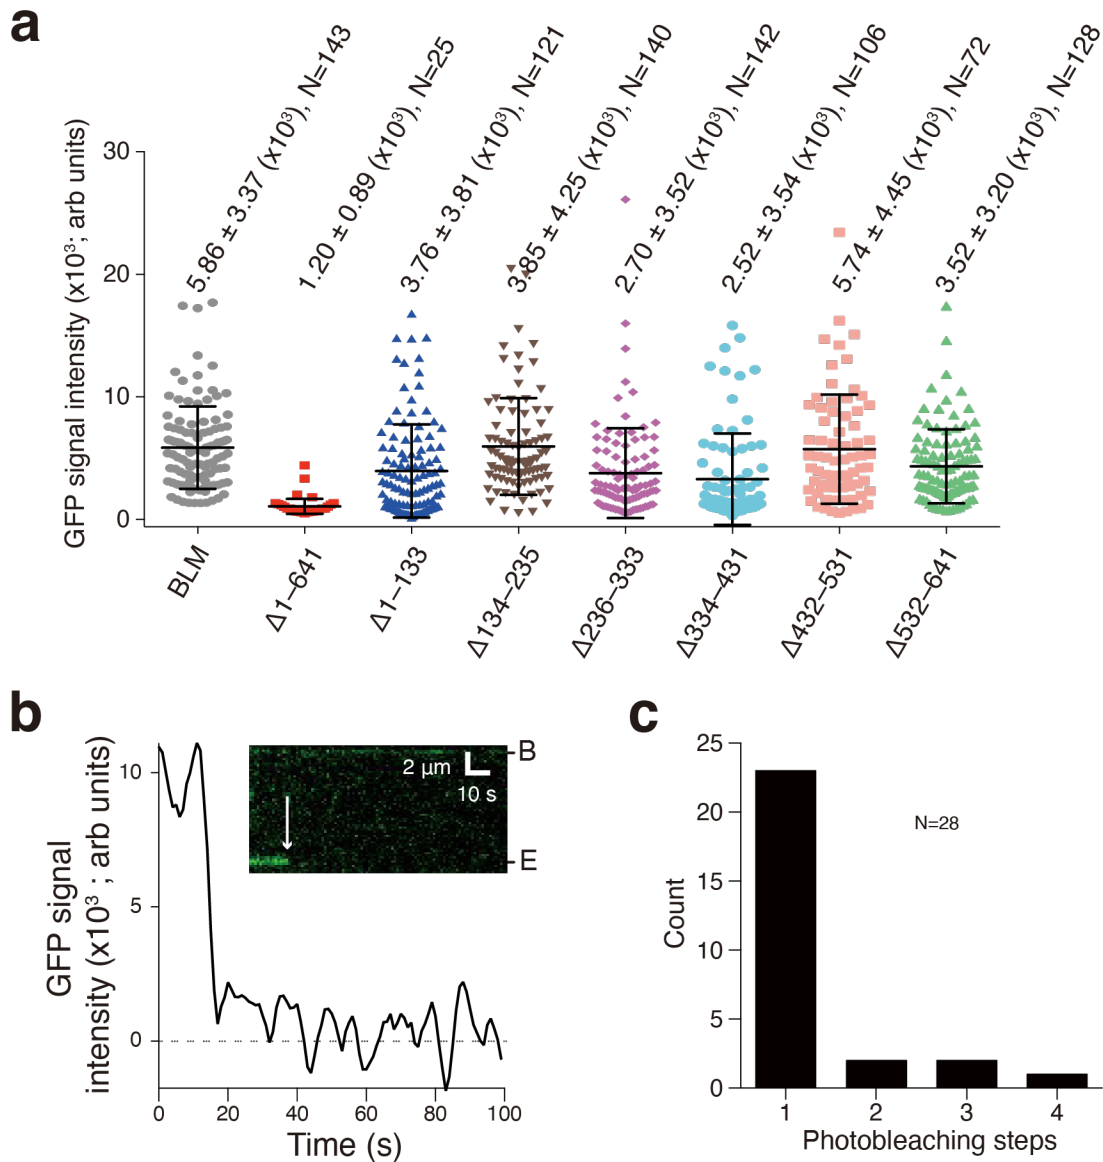 a
5.86 ± 3.37 (x10³), N=143
1.20 ± 0.89 (x10³), N=25
3.76 ± 3.81 (x10³), N=121
3.85 ± 4.25 (x10³), N=140
2.70 ± 3.52 (x10³), N=142
2.52 ± 3.54 (x10³), N=106
5.74 ± 4.45 (x10³), N=72
3.52 ± 3.20 (x10³), N=128
GFP signal intensity (x10³; arb units)
30
20
10
0
BLM
Δ1–641
Δ1–133
Δ134–235
Δ236–333
Δ334–431
Δ432–531
Δ532–641
b
GFP signal
intensity (x10³ ; arb units)
10
5
0
B
2 µm
10 s
E
0
20
40
60
80
100
Time (s)
c
Count
25
20
15
10
5
0
N=28
1
2
3
4
Photobleaching steps